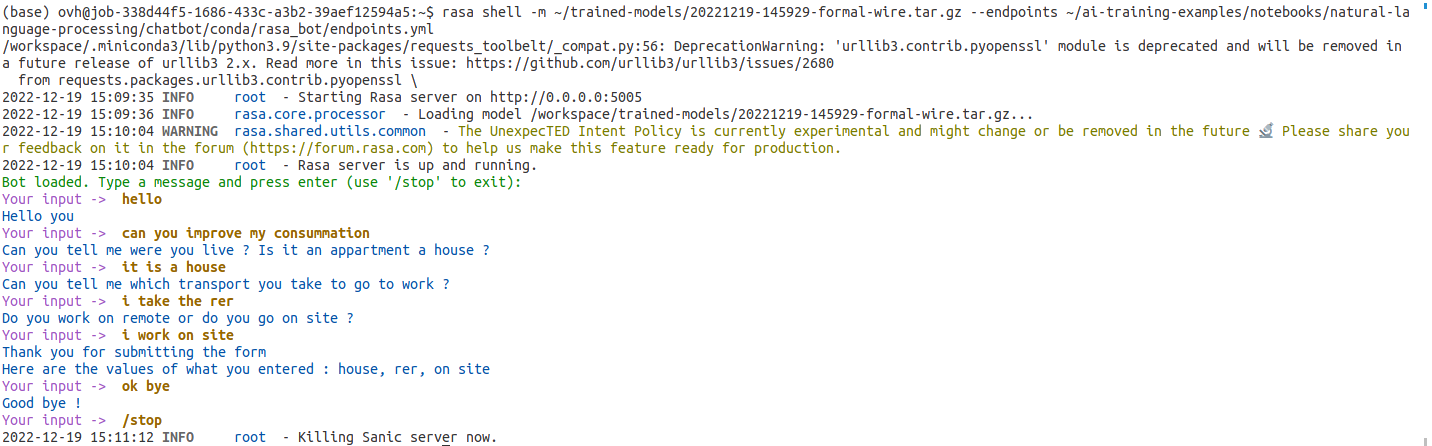 (base) ovh@job-338d44f5-1686-433c-a3b2-39aef12594a5:~$ rasa shell -m ~/trained-models/20221219-145929-formal-wire.tar.gz --endpoints ~/ai-training-examples/notebooks/natural-la
nguage-processing/chatbot/conda/rasa_bot/endpoints.yml
/workspace/.miniconda3/lib/python3.9/site-packages/requests_toolbelt/_compat.py:56: DeprecationWarning: 'urllib3.contrib.pyopenssl' module is deprecated and will be removed in
a future release of urllib3 2.x. Read more in this issue: https://github.com/urllib3/urllib3/issues/2680
  from requests.packages.urllib3.contrib.pyopenssl \
2022-12-19 15:09:35 INFO     root  - Starting Rasa server on http://0.0.0.0:5005
2022-12-19 15:09:36 INFO     rasa.core.processor  - Loading model /workspace/trained-models/20221219-145929-formal-wire.tar.gz...
2022-12-19 15:10:04 WARNING  rasa.shared.utils.common  - The UnexpecTED Intent Policy is currently experimental and might change or be removed in the future 🔬 Please share you
r feedback on it in the forum (https://forum.rasa.com) to help us make this feature ready for production.
2022-12-19 15:10:04 INFO     root  - Rasa server is up and running.
Bot loaded. Type a message and press enter (use '/stop' to exit):
Your input ->  hello
Hello you
Your input ->  can you improve my consummation
Can you tell me were you live ? Is it an appartment a house ?
Your input ->  it is a house
Can you tell me which transport you take to go to work ?
Your input ->  i take the rer
Do you work on remote or do you go on site ?
Your input ->  i work on site
Thank you for submitting the form
Here are the values of what you entered : house, rer, on site
Your input ->  ok bye
Good bye !
Your input ->  /stop
2022-12-19 15:11:12 INFO     root  - Killing Sanic server now.